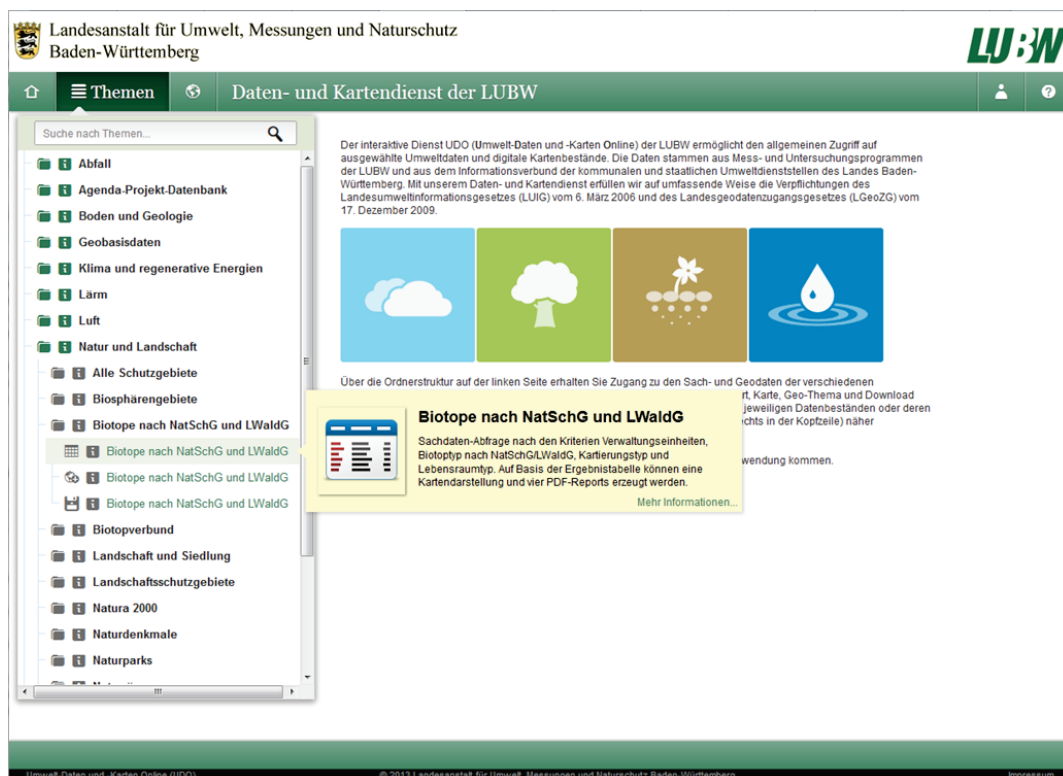 Landesanstalt für Umwelt, Messungen und Naturschutz
Baden-Württemberg
LUBW
Themen
Daten- und Kartendienst der LUBW
Suche nach Themen...
Abfall
Agenda-Projekt-Datenbank
Boden und Geologie
Geobasisdaten
Klima und regenerative Energien
Lärm
Luft
Natur und Landschaft
Alle Schutzgebiete
Biosphärengebiete
Biotope nach NatSchG und LWaldG
Biotope nach NatSchG und LWaldG
Biotope nach NatSchG und LWaldG
Biotope nach NatSchG und LWaldG
Biotopverbund
Landschaft und Siedlung
Landschaftsschutzgebiete
Natura 2000
Naturdenkmale
Naturparks
Der interaktive Dienst UDO (Umwelt-Daten und -Karten Online) der LUBW ermöglicht den allgemeinen Zugriff auf
ausgewählte Umweltdaten und digitale Kartenbestände. Die Daten stammen aus Mess- und Untersuchungsprogrammen
der LUBW und aus dem Informationsverbund der kommunalen und staatlichen Umweltdienststellen des Landes Baden-
Württemberg. Mit unserem Daten- und Kartendienst erfüllen wir auf umfassende Weise die Verpflichtungen des
Landesumweltinformationsgesetzes (LUIG) vom 6. März 2006 und des Landesgeodatenzugangsgesetzes (LGeoZG) vom
17. Dezember 2009.
Über die Ordnerstruktur auf der linken Seite erhalten Sie Zugang zu den Sach- und Geodaten der verschiedenen
rt, Karte, Geo-Thema und Download
jeweiligen Datenbeständen oder deren
echts in der Kopfzeile) näher
wendung kommen.
Biotope nach NatSchG und LWaldG
Sachdaten-Abfrage nach den Kriterien Verwaltungseinheiten,
Biotoptyp nach NatSchG/LWaldG, Kartierungstyp und
Lebensraumtyp. Auf Basis der Ergebnistabelle können eine
Kartendarstellung und vier PDF-Reports erzeugt werden.
Mehr Informationen...
Umwelt-Daten und -Karten Online (UDO)
© 2013 Landesanstalt für Umwelt, Messungen und Naturschutz Baden-Württemberg
Impressum